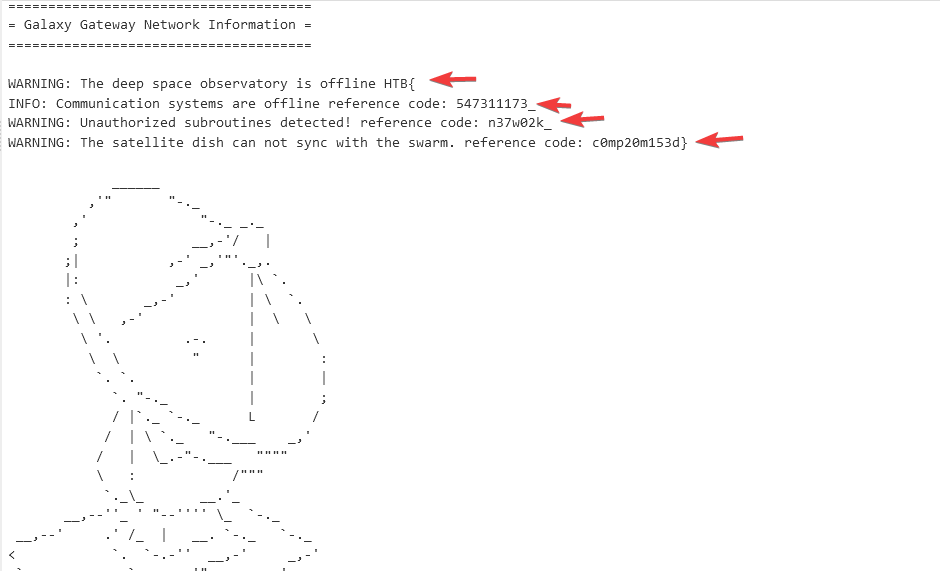 ======================================
= Galaxy Gateway Network Information =
======================================
WARNING: The deep space observatory is offline HTB{
INFO: Communication systems are offline reference code: 547311173_
WARNING: Unauthorized subroutines detected! reference code: n37w02k_
WARNING: The satellite dish can not sync with the swarm. reference code: c0mp20m153d}